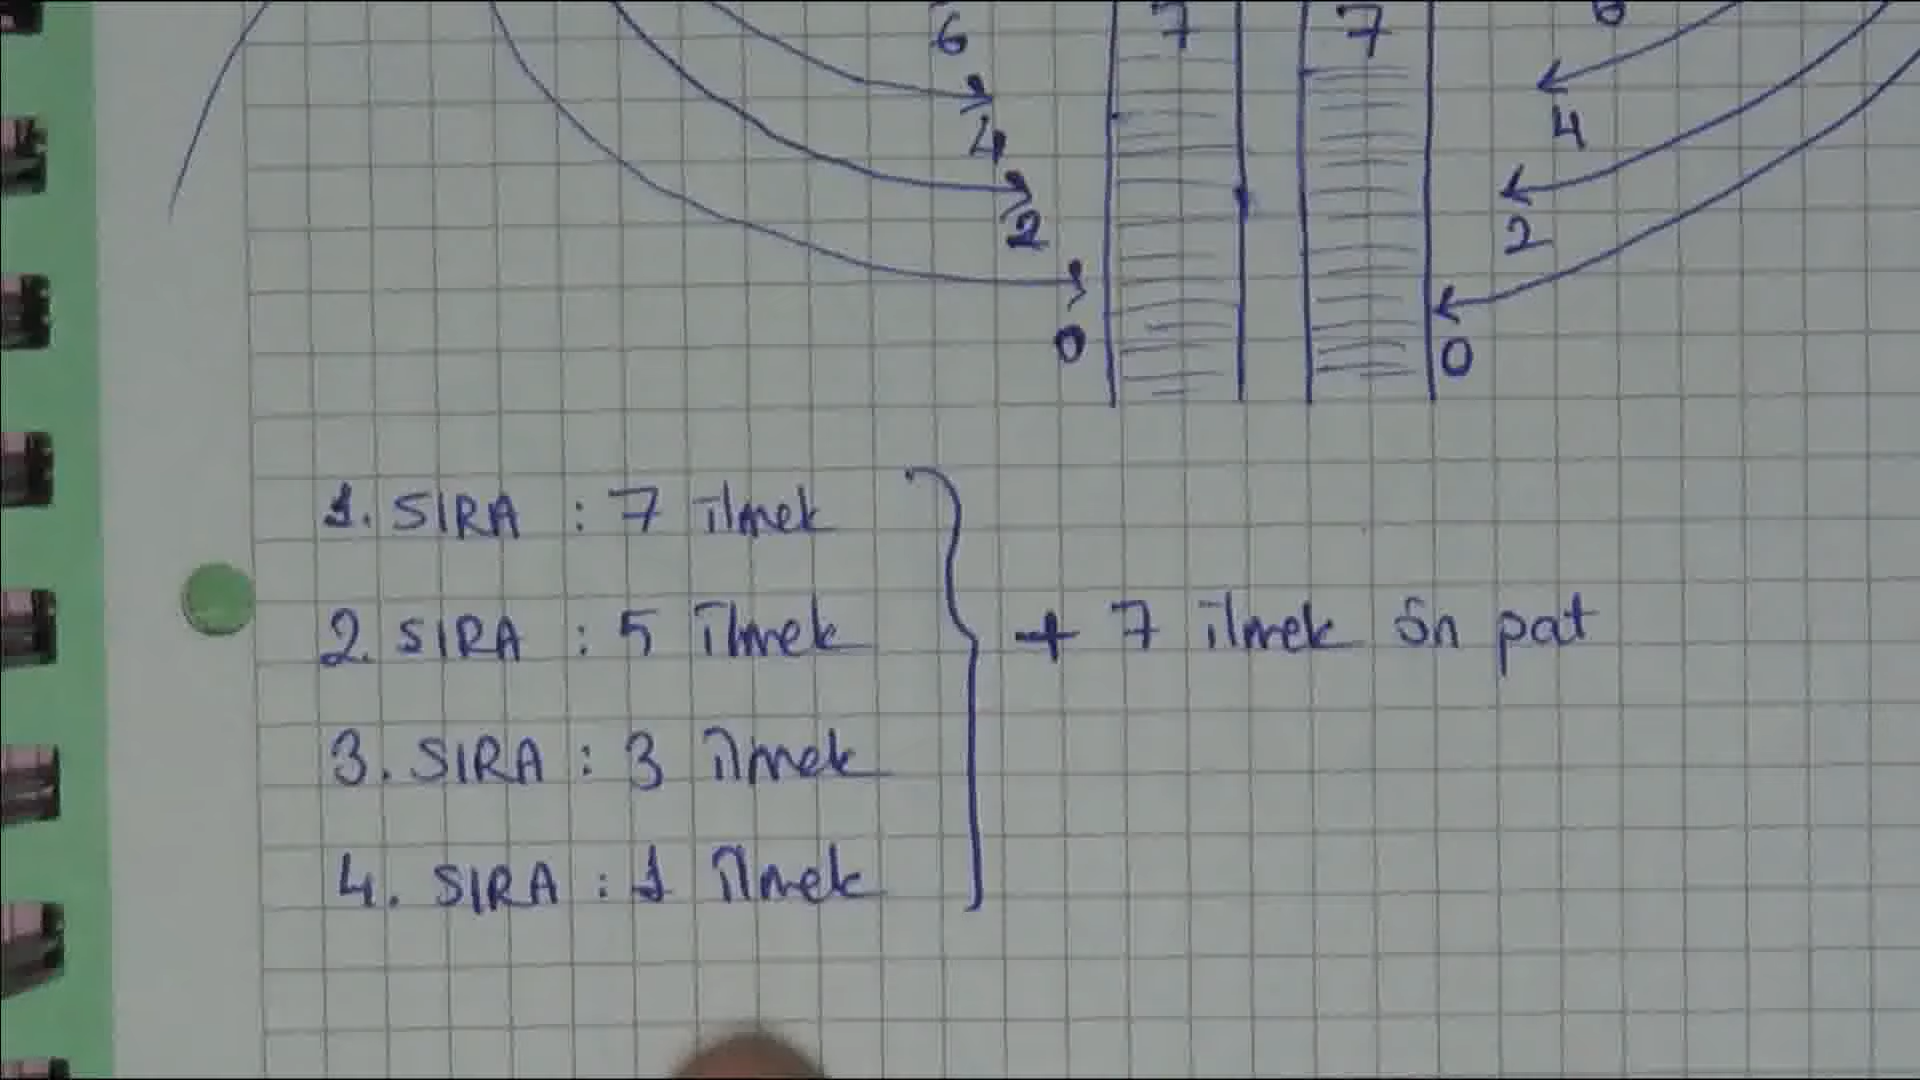 6 7 7 6
4 4
2 2
0 0
1. SIRA : 7 ilmek
2. SIRA : 5 ilmek + 7 ilmek ön pat
3. SIRA : 3 ilmek
4. SIRA : 1 ilmek